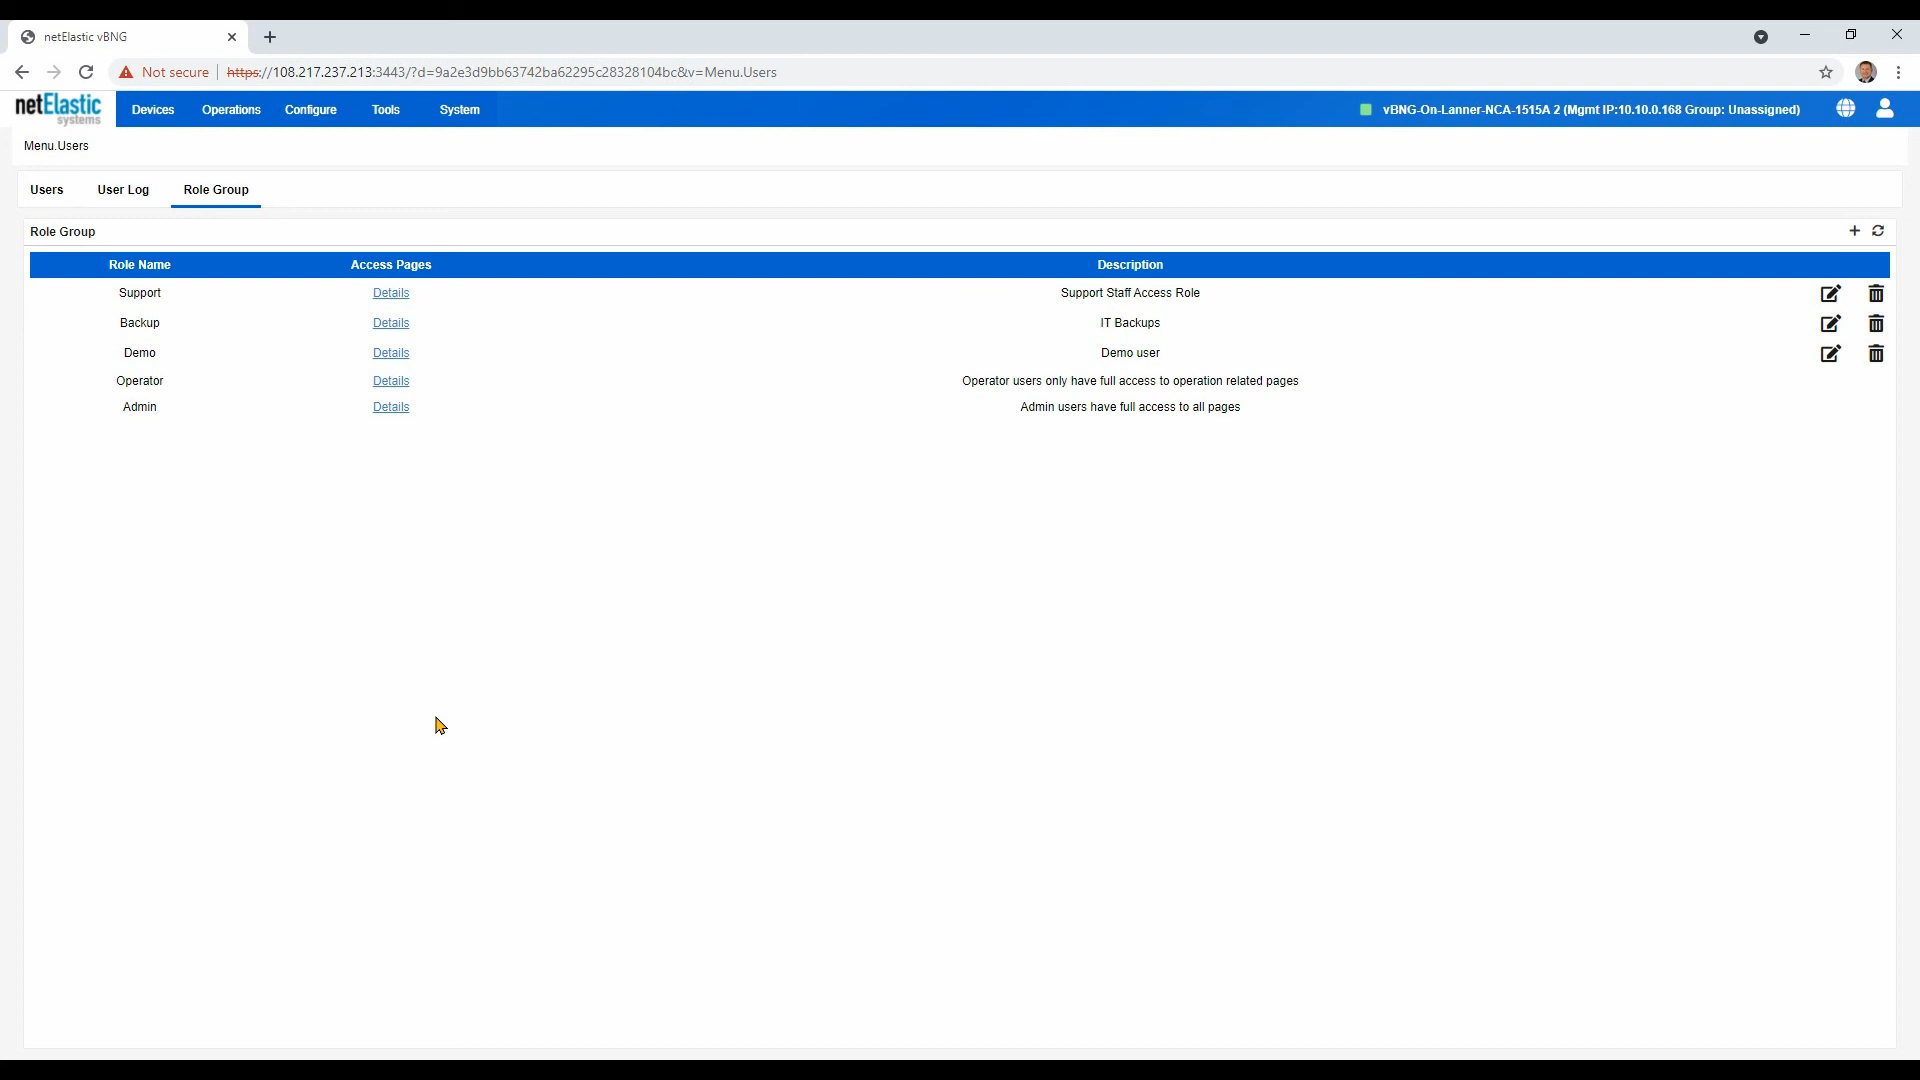 netElastic vBNG
Not secure https://108.217.237.213:3443/?d=9a2e3d9bb63742ba62295c28328104bc&v=Menu.Users
netElastic systems Devices Operations Configure Tools System vBNG-On-Lanner-NCA-1515A 2 (Mgmt IP:10.10.0.168 Group: Unassigned)
Menu.Users
Users User Log Role Group
Role Group
Role Name Access Pages Description
Support Details Support Staff Access Role
Backup Details IT Backups
Demo Details Demo user
Operator Details Operator users only have full access to operation related pages
Admin Details Admin users have full access to all pages